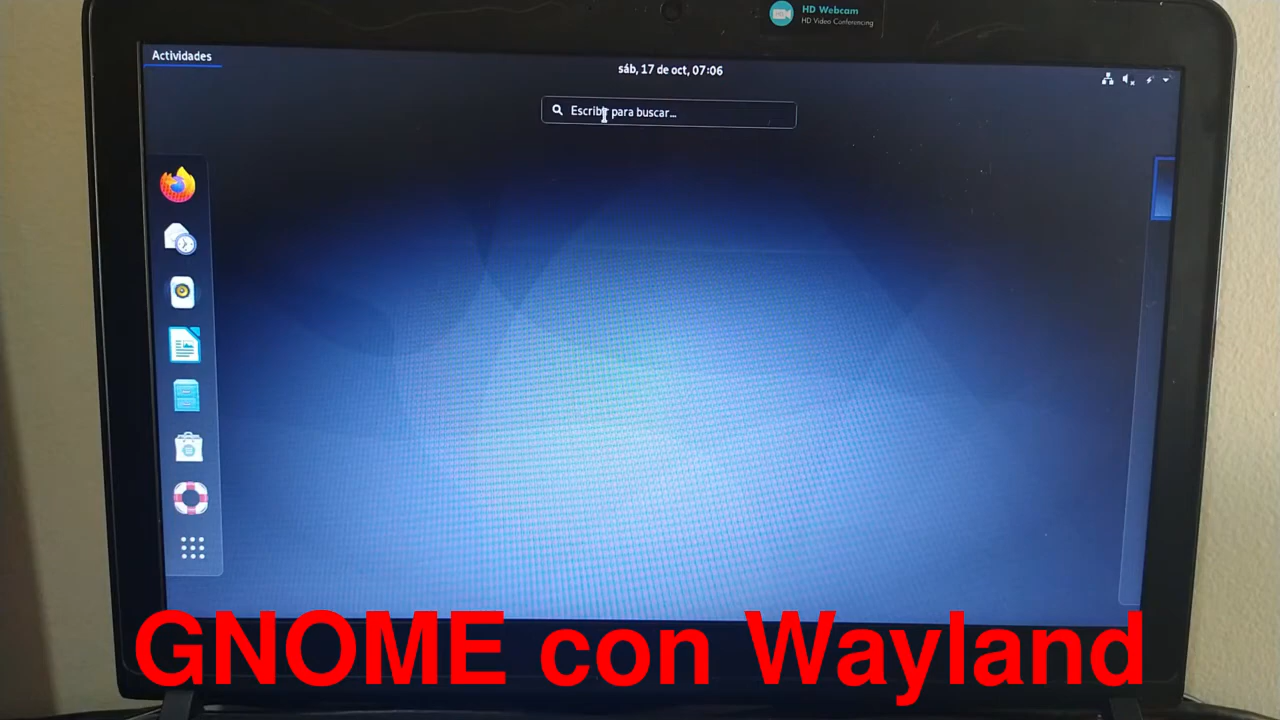 HD Webcam
HD Video Conferencing
Actividades
sáb, 17 de oct, 07:06
Escribir para buscar...
GNOME con Wayland